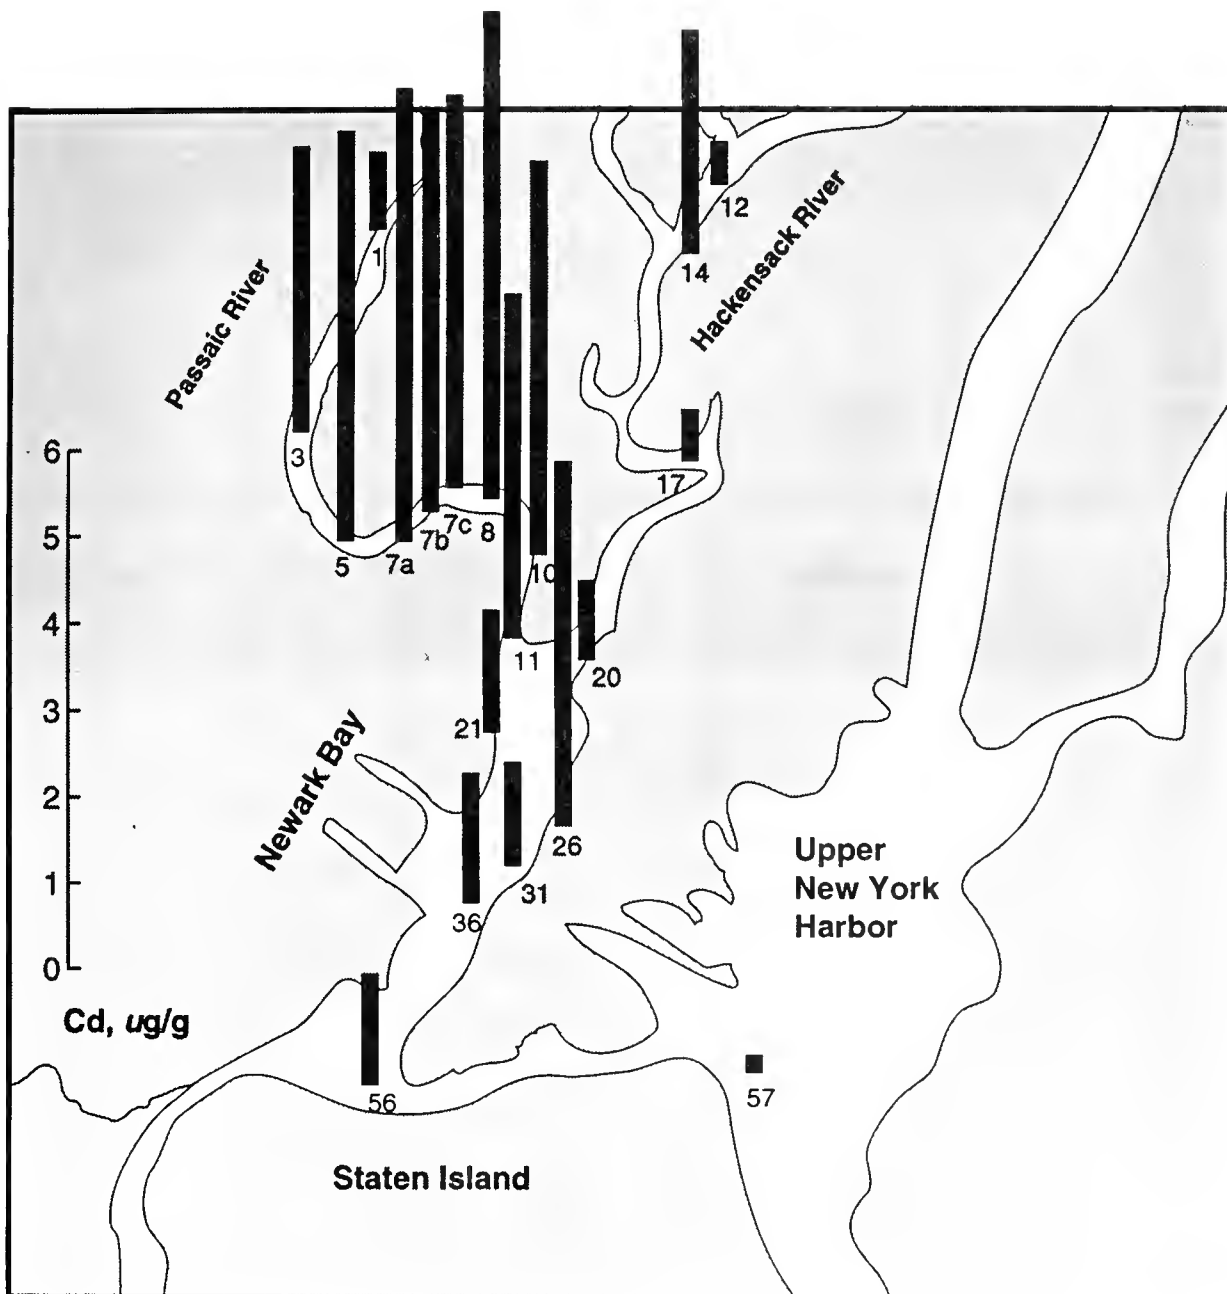 12
14
Hackensack River
1
Passaic River
3
17
5
7a
7b
7c
8
10
11
20
21
6
5
4
3
2
1
0
Cd, ug/g
Newark Bay
26
31
36
Upper
New York
Harbor
56
57
Staten Island